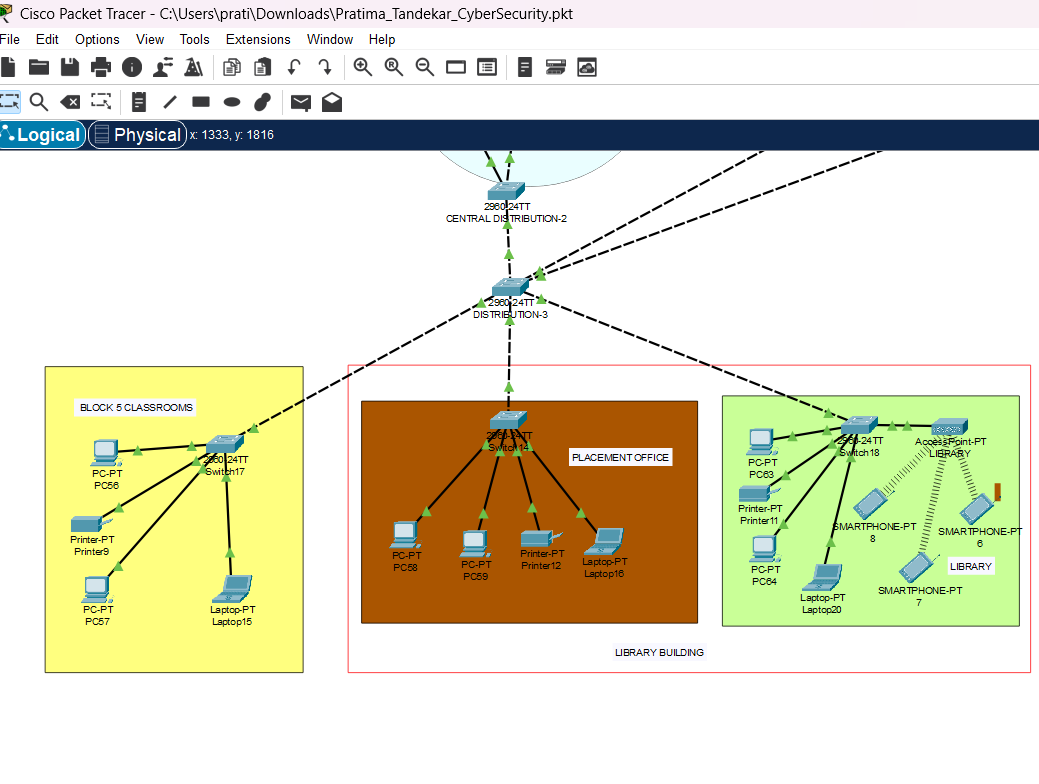 Cisco Packet Tracer - C:\Users\prati\Downloads\Pratima_Tandekar_CyberSecurity.pkt
File Edit Options View Tools Extensions Window Help
Logical Physical x: 1333, y: 1816
2960-24TT
CENTRAL DISTRIBUTION-2
2960-24TT
DISTRIBUTION-3
BLOCK 5 CLASSROOMS
2960-24TT
Switch17
PC-PT
PC56
Printer-PT
Printer9
PC-PT
PC57
Laptop-PT
Laptop15
2960-24TT
Switch14
PLACEMENT OFFICE
PC-PT
PC58
PC-PT
PC59
Printer-PT
Printer12
Laptop-PT
Laptop16
2960-24TT
Switch18
AccessPoint-PT
LIBRARY
PC-PT
PC63
Printer-PT
Printer11
PC-PT
PC64
Laptop-PT
Laptop20
SMARTPHONE-PT
8
SMARTPHONE-PT
6
SMARTPHONE-PT
7
LIBRARY
LIBRARY BUILDING